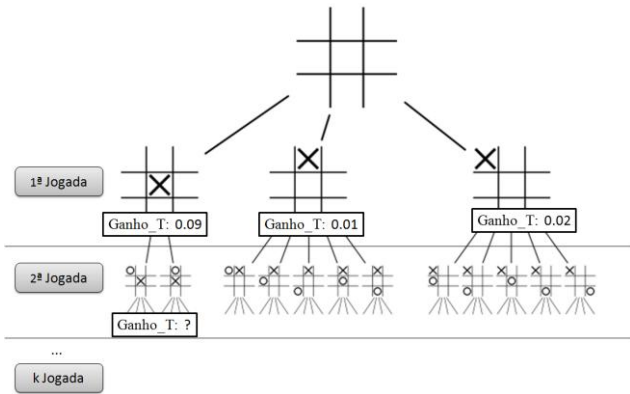 1ª Jogada
Ganho_T: 0.09
Ganho_T: 0.01
Ganho_T: 0.02
2ª Jogada
Ganho_T: ?
...
k Jogada